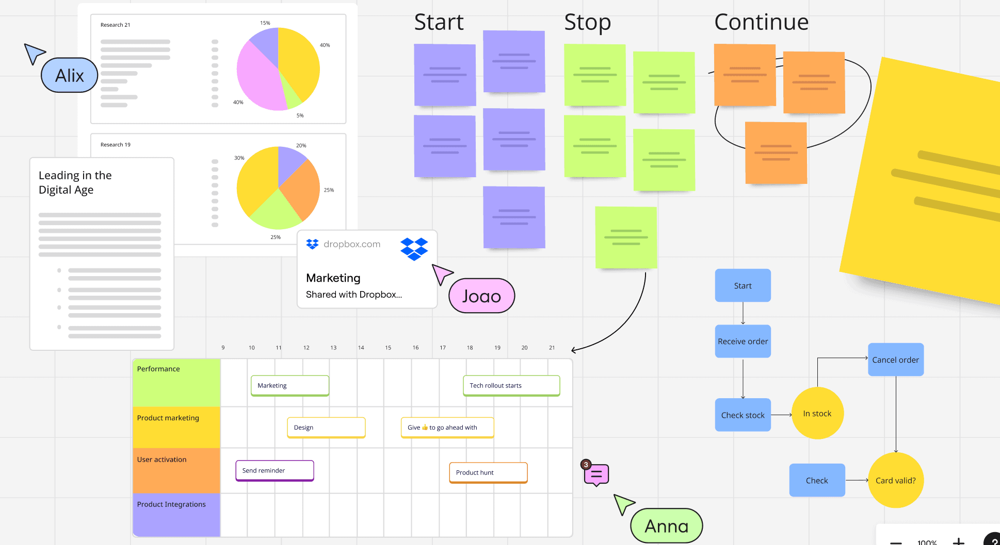 Research 21
15%
40%
40%
5%
Alix
Research 19
20%
30%
25%
25%
Leading in the
Digital Age
dropbox.com
Marketing
Shared with Dropbox...
Joao
Start
Stop
Continue
9 10 11 12 13 14 15 16 17 18 19 20 21
Performance
Marketing
Tech rollout starts
Product marketing
Design
Give 👍 to go ahead with
User activation
Send reminder
Product hunt
Product Integrations
3
Anna
Start
Receive order
Check stock
In stock
Cancel order
Check
Card valid?
100%
?